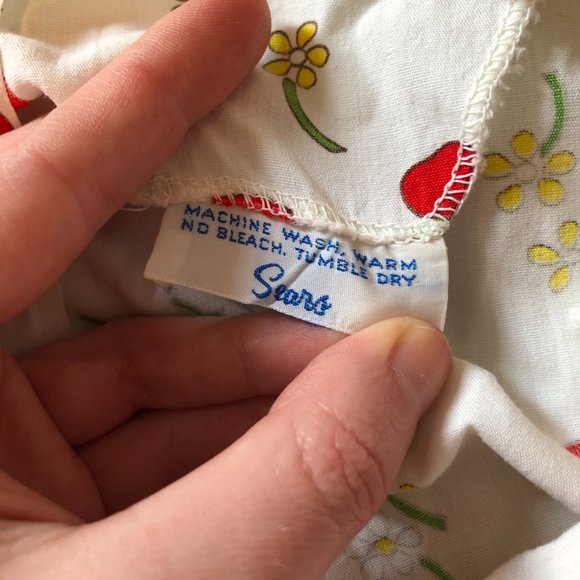 MACHINE WASH, WARM
NO BLEACH. TUMBLE DRY
Sears